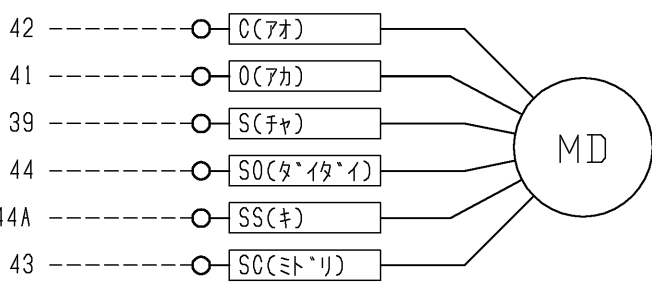 42 C(ｱｵ)
41 O(ｱｶ)
39 S(ﾁｬ)
44 SO(ﾀﾞｲﾀﾞｲ)
44A SS(ｷ)
43 SC(ﾐﾄﾞﾘ)
MD